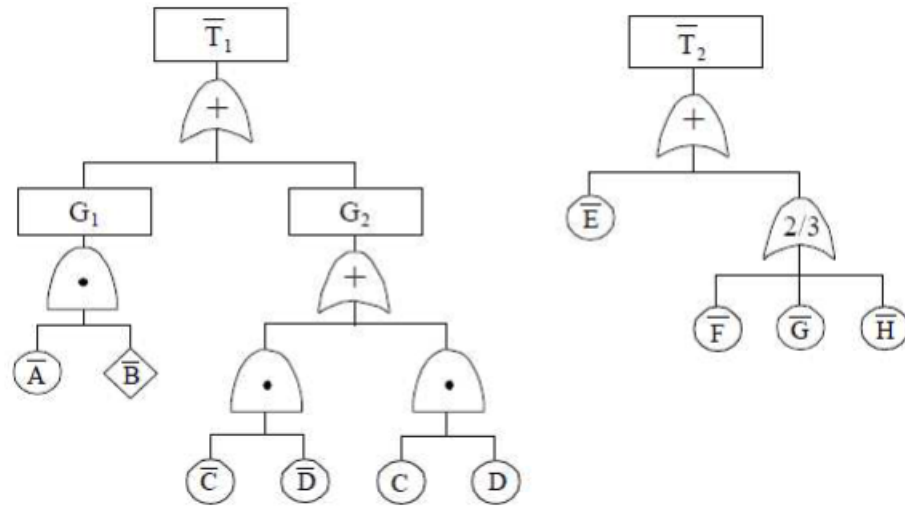 T̅₁ T̅₂
+ +
G₁ G₂ E̅ 2/3
• +
A̅ B̅ • • F̅ G̅ H̅
C̅ D̅ C D